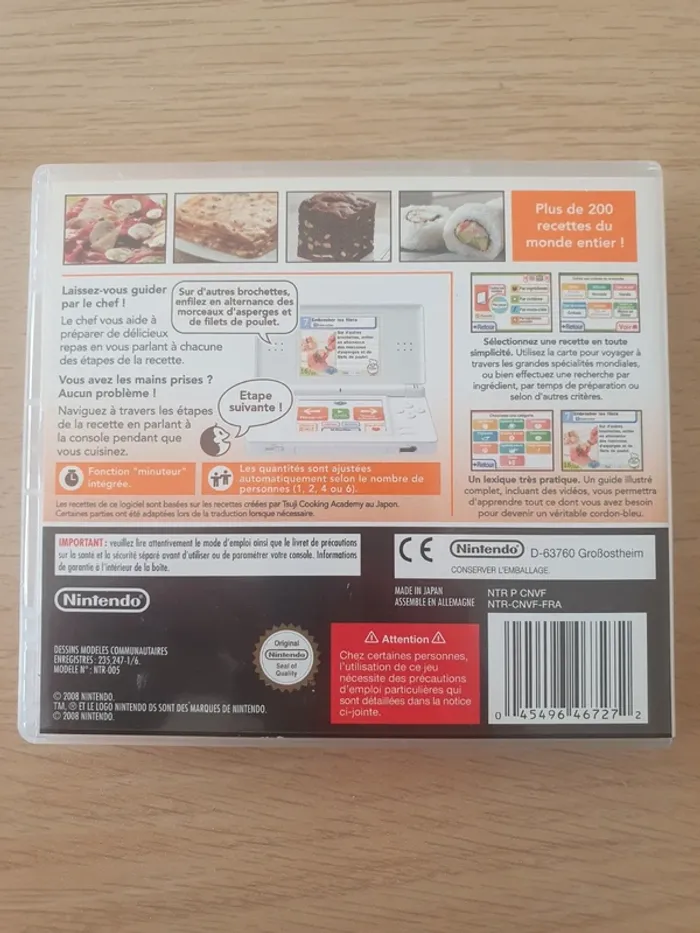 Plus de 200
recettes du
monde entier !
Laissez-vous guider
par le chef !
Le chef vous aide à
préparer de délicieux
repas en vous parlant à chacune
des étapes de la recette.
Vous avez les mains prises ?
Aucun problème !
Naviguez à travers les étapes
de la recette en parlant à
la console pendant que
vous cuisinez.
Sur d'autres brochettes,
enfilez en alternance des
morceaux d'asperges et
de filets de poulet.
Etape
suivante !
Retour
Voir
Sélectionnez une recette en toute
simplicité. Utilisez la carte pour voyager à
travers les grandes spécialités mondiales,
ou bien effectuez une recherche par
ingrédient, par temps de préparation ou
selon d'autres critères.
Retour
Un lexique très pratique. Un guide illustré
complet, incluant des vidéos, vous permettra
d'apprendre tout ce dont vous avez besoin
pour devenir un véritable cordon-bleu.
Fonction "minuteur"
intégrée.
Les quantités sont ajustées
automatiquement selon le nombre de
personnes (1, 2, 4 ou 6).
Les recettes de ce logiciel sont basées sur les recettes créées par Tsuji Cooking Academy au Japon.
Certaines parties ont été adaptées lors de la traduction lorsque nécessaire.
IMPORTANT : veuillez lire attentivement le mode d'emploi ainsi que le livret de précautions
sur la santé et la sécurité séparé avant d'utiliser ou de paramétrer votre console. Informations
de garantie à l'intérieur de la boîte.
CE Nintendo D-63760 Großostheim
CONSERVER L'EMBALLAGE.
Nintendo
MADE IN JAPAN
ASSEMBLE EN ALLEMAGNE
NTR P CNVF
NTR-CNVF-FRA
DESSINS MODELES COMMUNAUTAIRES
ENREGISTRES : 235.247-1/6.
MODELE N° : NTR-005
Original
Nintendo
Seal of
Quality
Attention
Chez certaines personnes,
l'utilisation de ce jeu
nécessite des précautions
d'emploi particulières qui
sont détaillées dans la notice
ci-jointe.
© 2008 NINTENDO.
TM, ® ET LE LOGO NINTENDO DS SONT DES MARQUES DE NINTENDO.
© 2008 NINTENDO.
0 45496 46727 2